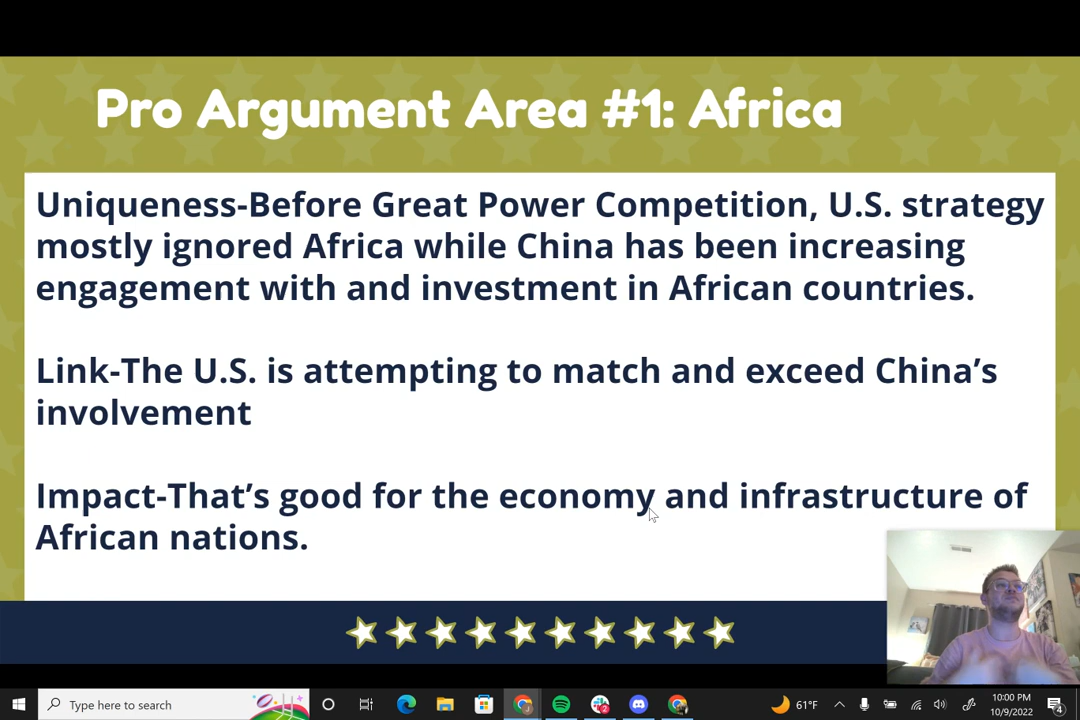 Pro Argument Area #1: Africa
Uniqueness-Before Great Power Competition, U.S. strategy
mostly ignored Africa while China has been increasing
engagement with and investment in African countries.
Link-The U.S. is attempting to match and exceed China’s
involvement
Impact-That’s good for the economy and infrastructure of
African nations.
Type here to search
61°F
10:00 PM
10/9/2022
4